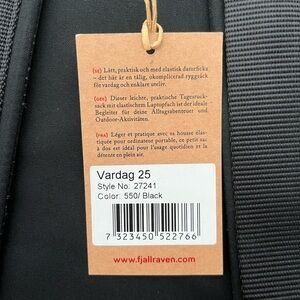 (SE) Lätt, praktisk och med elastisk datorficka
– det här är en tålig, okomplicerad ryggsäck
för vardag och enklare uteliv.
(GER) Dieser leichte, praktische Tagesruck-
sack mit elastischem Laptopfach ist der ideale
Begleiter für deine Alltagsabenteuer und
Outdoor-Aktivitäten.
(FRA) Léger et pratique avec sa housse élas-
tiquée pour ordinateur portable, ce petit sac
à dos est idéal pour l'usage quotidien et la
détente en plein air.
Vardag 25
Style No: 27241
Color: 550/ Black
7 323450 522766
www.fjallraven.com